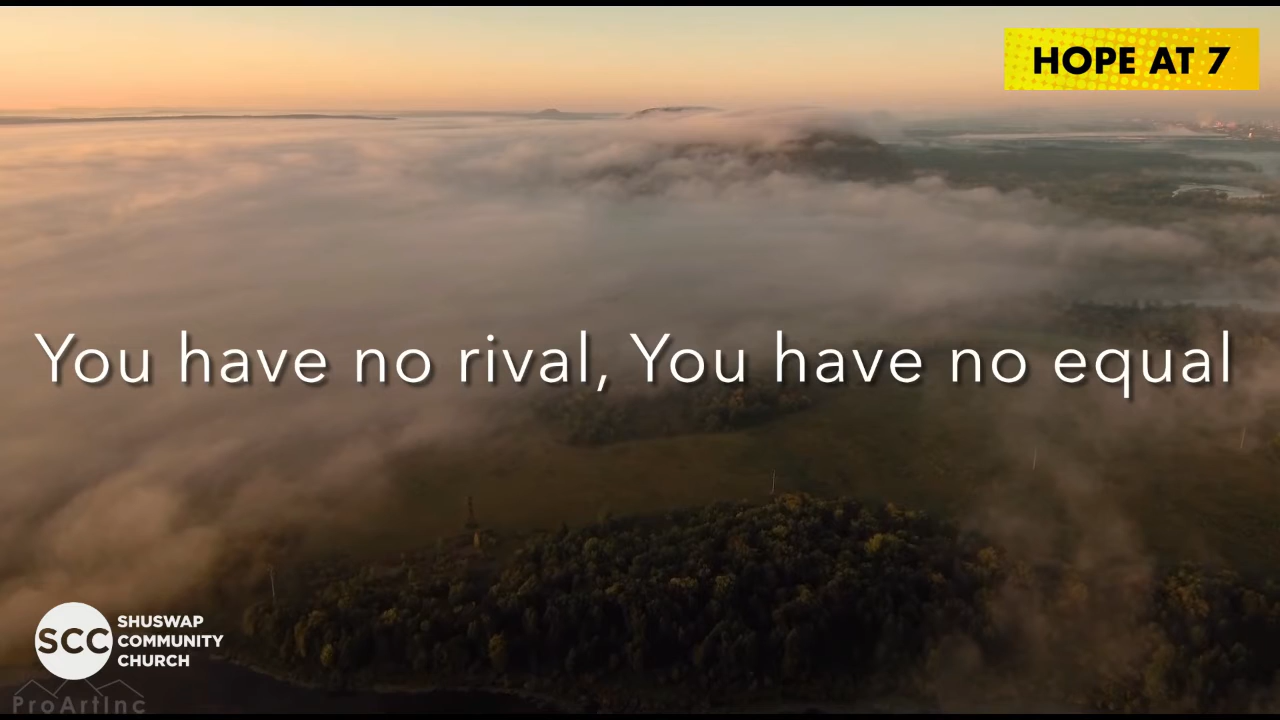 HOPE AT 7
You have no rival, You have no equal
SCC
SHUSWAP
COMMUNITY
CHURCH
ProArtInc